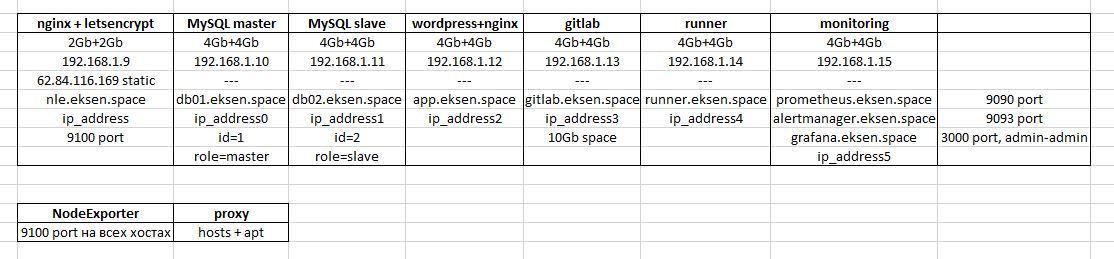 nginx + letsencrypt MySQL master MySQL slave wordpress+nginx gitlab runner monitoring
2Gb+2Gb 4Gb+4Gb 4Gb+4Gb 4Gb+4Gb 4Gb+4Gb 4Gb+4Gb 4Gb+4Gb
192.168.1.9 192.168.1.10 192.168.1.11 192.168.1.12 192.168.1.13 192.168.1.14 192.168.1.15
62.84.116.169 static --- --- --- --- --- ---
nle.eksen.space db01.eksen.space db02.eksen.space app.eksen.space gitlab.eksen.space runner.eksen.space prometheus.eksen.space 9090 port
ip_address ip_address0 ip_address1 ip_address2 ip_address3 ip_address4 alertmanager.eksen.space 9093 port
9100 port id=1 id=2 10Gb space grafana.eksen.space 3000 port, admin-admin
role=master role=slave ip_address5
NodeExporter proxy
9100 port на всех хостах hosts + apt